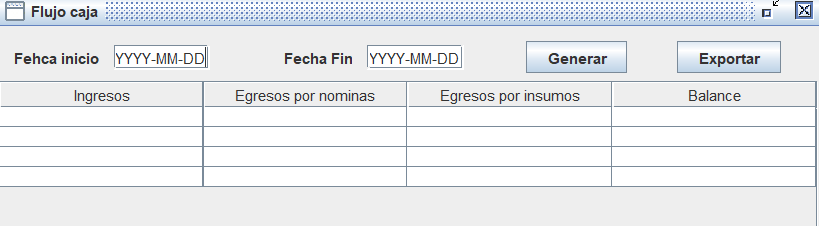 Flujo caja
Fehca inicio YYYY-MM-DD Fecha Fin YYYY-MM-DD Generar Exportar
Ingresos Egresos por nominas Egresos por insumos Balance